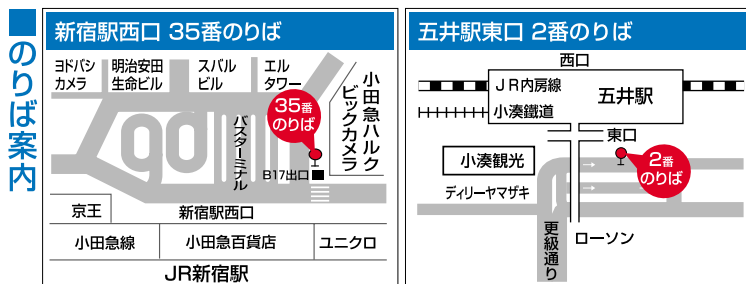 ■のりば案内
新宿駅西口 35番のりば
ヨドバシ
カメラ
明治安田
生命ビル
スバル
ビル
エル
タワー
小田急ハルク
ビックカメラ
35番
のりば
バスターミナル
B17出口
京王
新宿駅西口
小田急線
小田急百貨店
ユニクロ
JR新宿駅
五井駅東口 2番のりば
西口
JR内房線
五井駅
小湊鐵道
東口
小湊観光
2番
のりば
ディリーヤマザキ
更級通り
ローソン